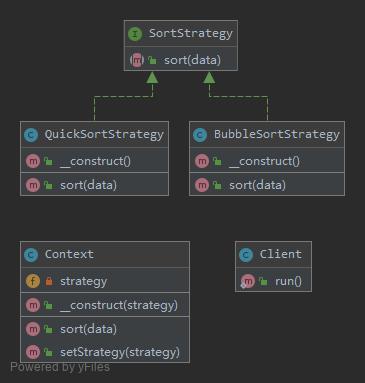 SortStrategy
sort(data)
QuickSortStrategy
__construct()
sort(data)
BubbleSortStrategy
__construct()
sort(data)
Context
strategy
__construct(strategy)
sort(data)
setStrategy(strategy)
Client
run()
Powered by yFiles